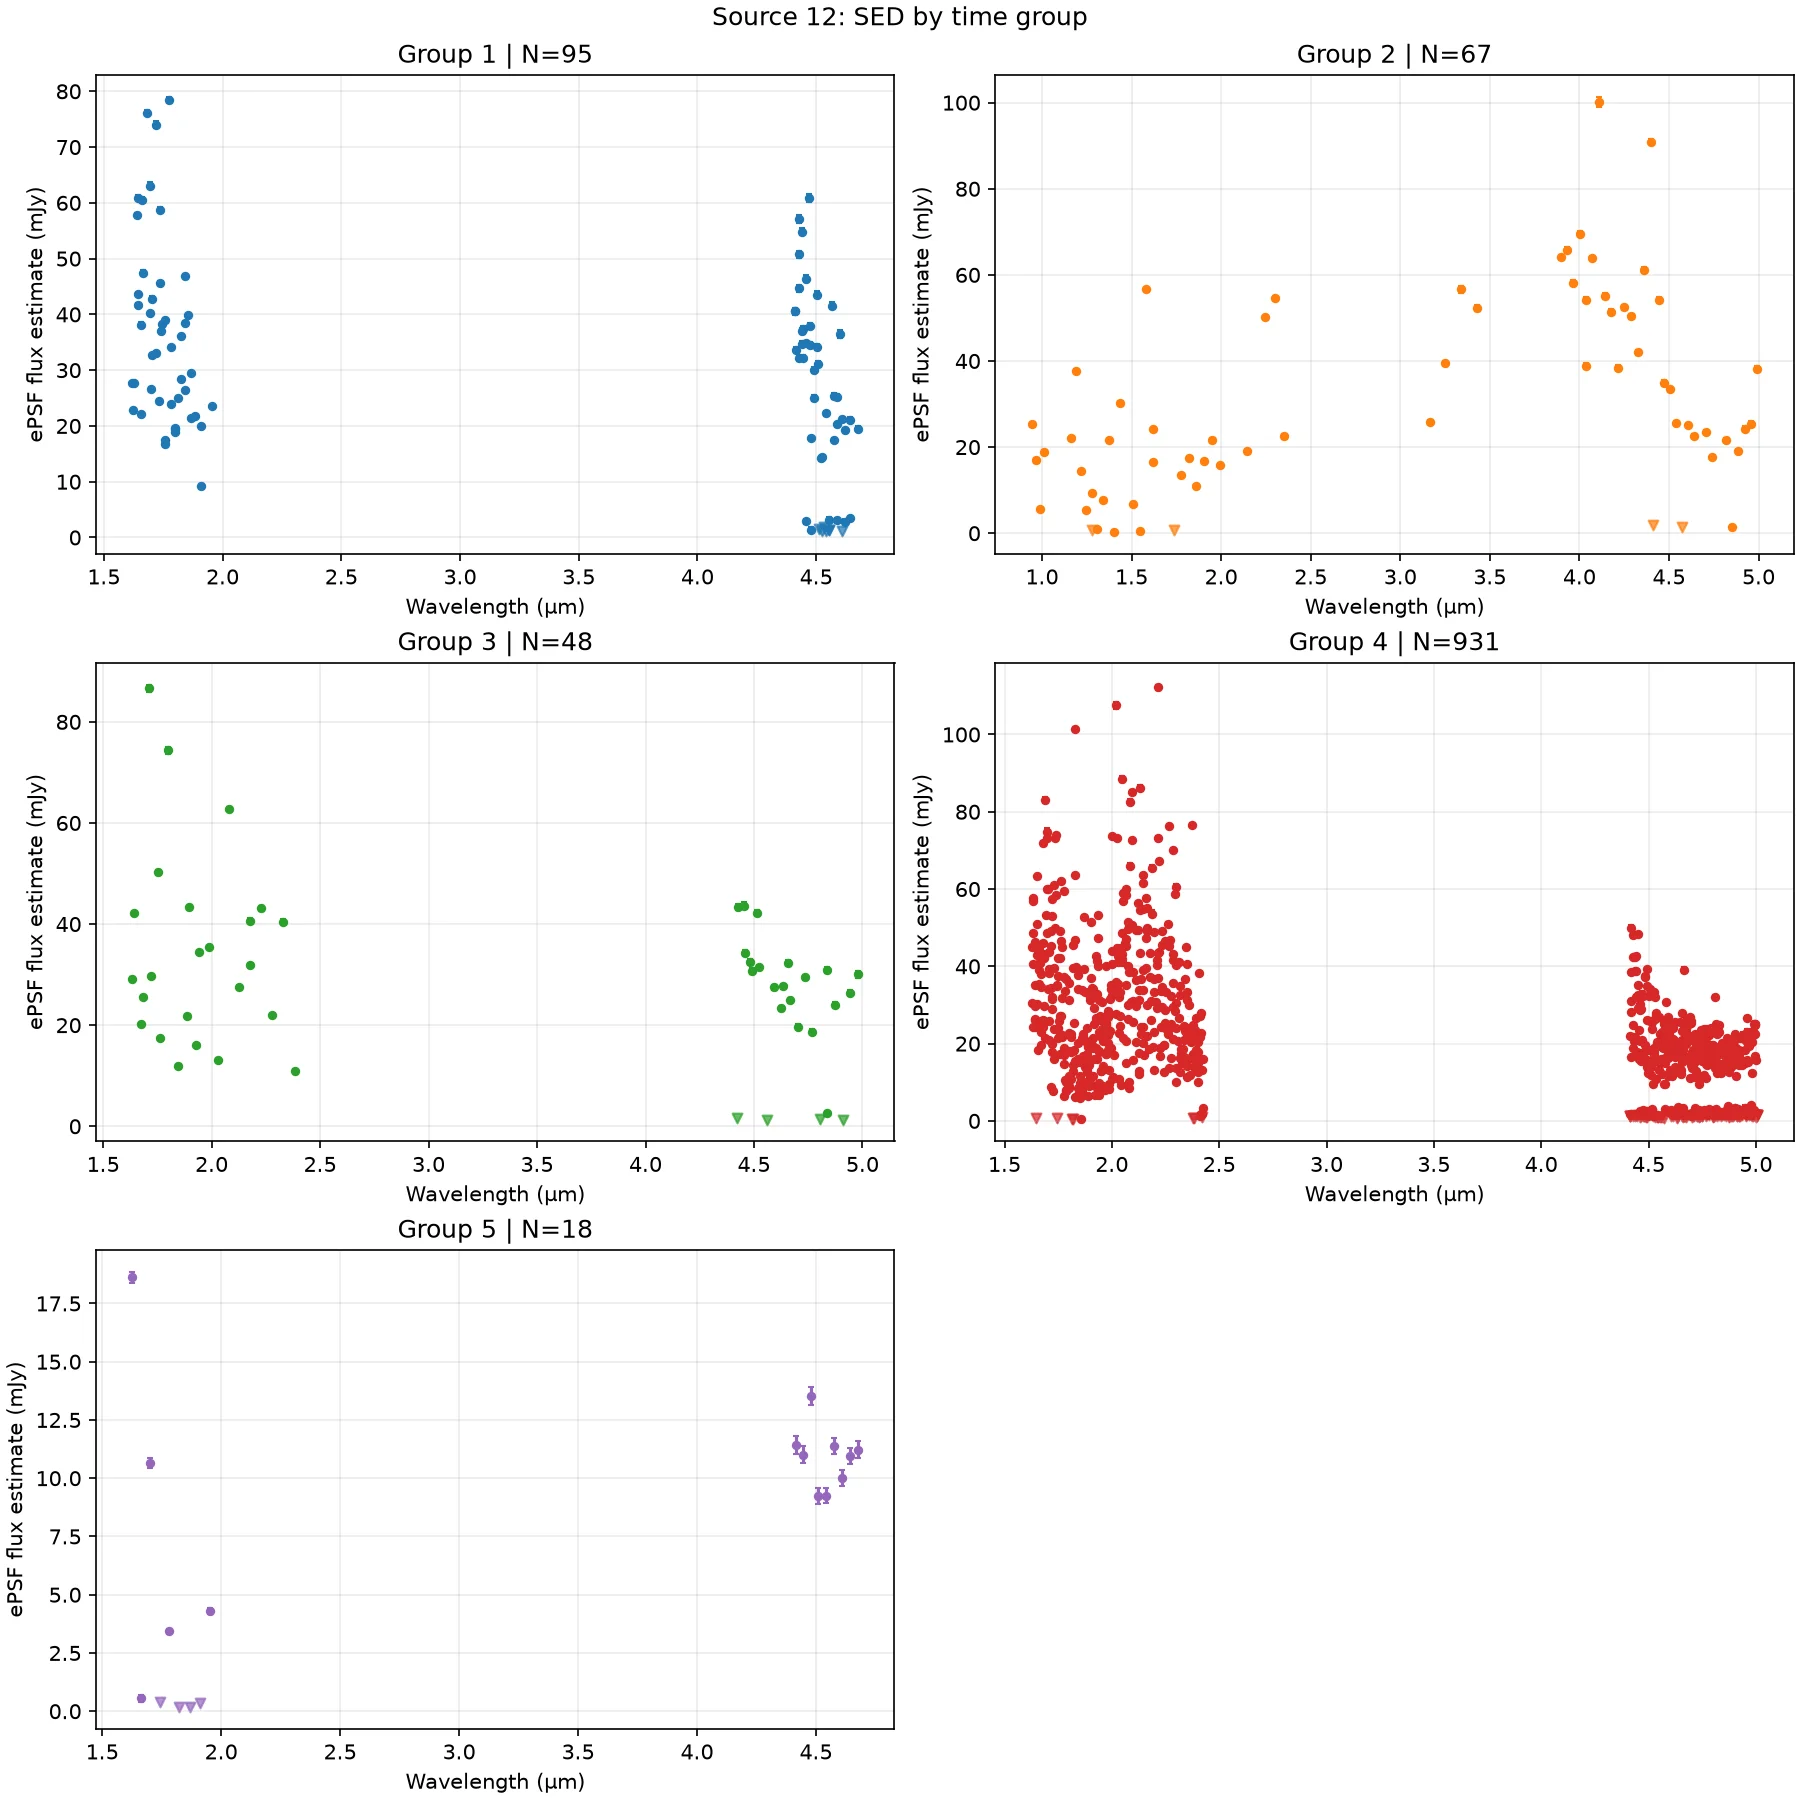 Source 12: SED by time group
Group 1 | N=95
80
70
60
50
40
30
20
10
0
ePSF flux estimate (mJy)
1.5 2.0 2.5 3.0 3.5 4.0 4.5
Wavelength (µm)
Group 2 | N=67
100
80
60
40
20
0
ePSF flux estimate (mJy)
1.0 1.5 2.0 2.5 3.0 3.5 4.0 4.5 5.0
Wavelength (µm)
Group 3 | N=48
80
60
40
20
0
ePSF flux estimate (mJy)
1.5 2.0 2.5 3.0 3.5 4.0 4.5 5.0
Wavelength (µm)
Group 4 | N=931
100
80
60
40
20
0
ePSF flux estimate (mJy)
1.5 2.0 2.5 3.0 3.5 4.0 4.5 5.0
Wavelength (µm)
Group 5 | N=18
17.5
15.0
12.5
10.0
7.5
5.0
2.5
0.0
ePSF flux estimate (mJy)
1.5 2.0 2.5 3.0 3.5 4.0 4.5
Wavelength (µm)